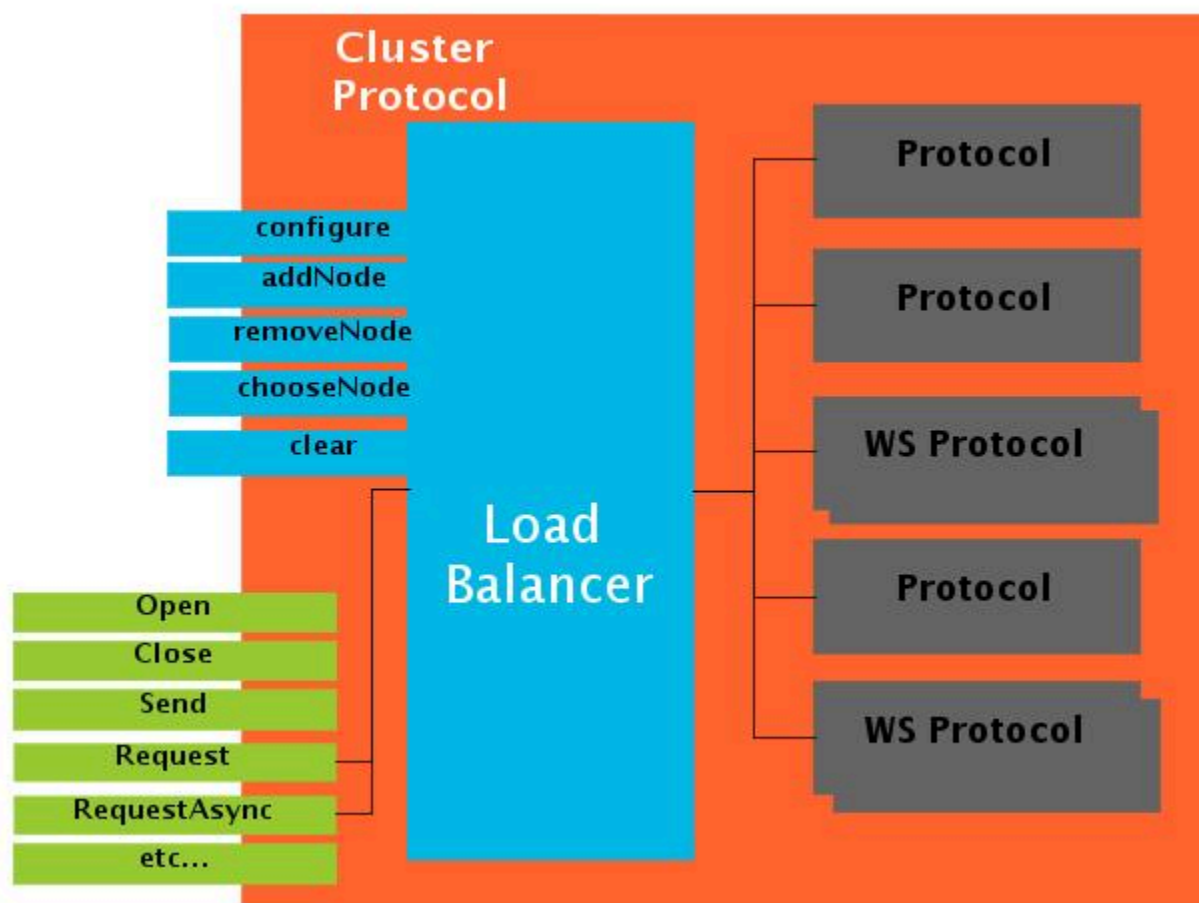 Cluster
Protocol
configure
addNode
removeNode
chooseNode
clear
Load
Balancer
Open
Close
Send
Request
RequestAsync
etc...
Protocol
Protocol
WS Protocol
Protocol
WS Protocol